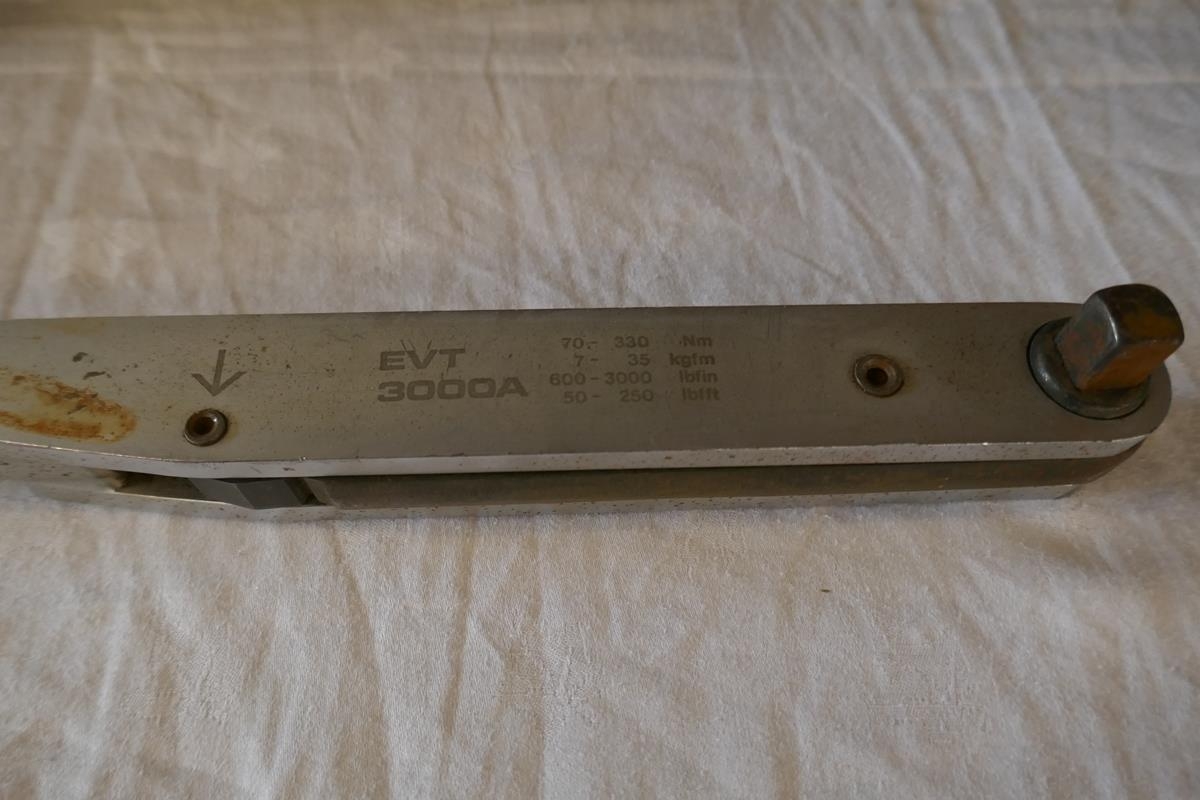 EVT
3000A
70 - 330 Nm
7 - 35 kgfm
600 - 3000 lbfin
50 - 250 lbfft